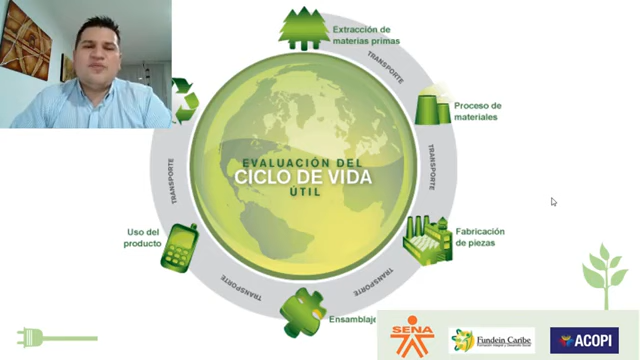 Extracción de
materias primas
TRANSPORTE
Proceso de
materiales
TRANSPORTE
Fabricación
de piezas
TRANSPORTE
Ensamblaje
TRANSPORTE
Uso del
producto
TRANSPORTE
EVALUACIÓN DEL
CICLO DE VIDA
ÚTIL
SENA
Fundein Caribe
ACOPI